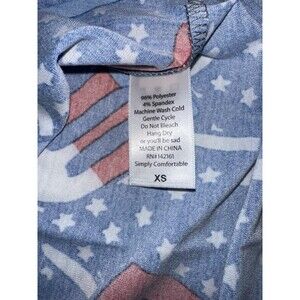 96% Polyester
4% Spandex
Machine Wash Cold
Gentle Cycle
Do Not Bleach
Hang Dry
or you'll be sad
MADE IN CHINA
RN#142161
Simply Comfortable
XS